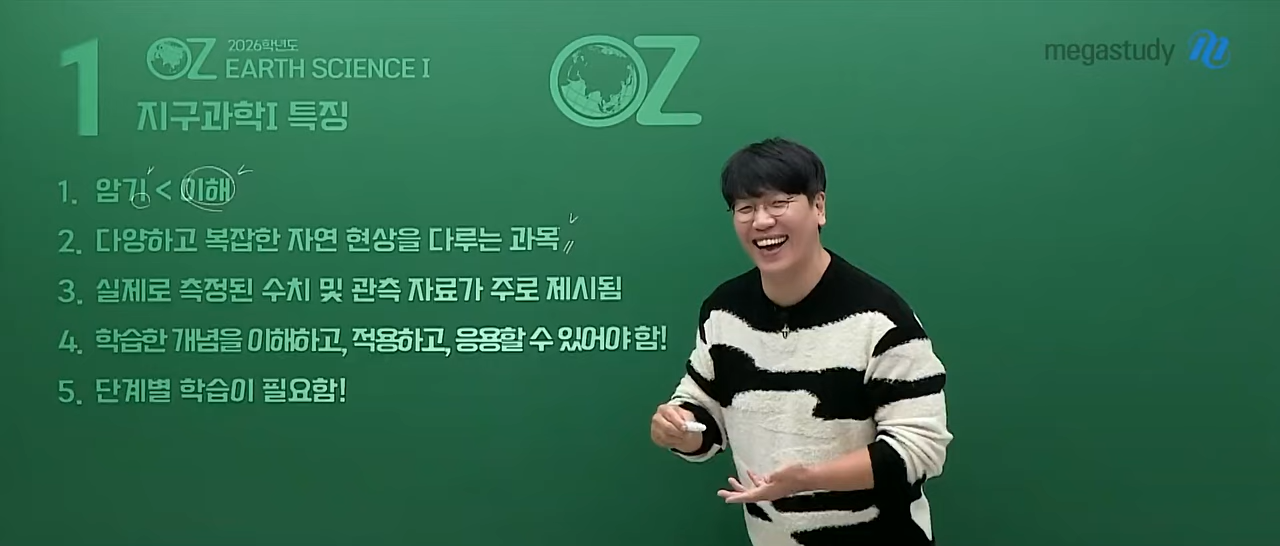 1
OZ 2026학년도
EARTH SCIENCE I
지구과학I 특징
OZ
megastudy
1. 암기 < 이해
2. 다양하고 복잡한 자연 현상을 다루는 과목
3. 실제로 측정된 수치 및 관측 자료가 주로 제시됨
4. 학습한 개념을 이해하고, 적용하고, 응용할 수 있어야 함!
5. 단계별 학습이 필요함!